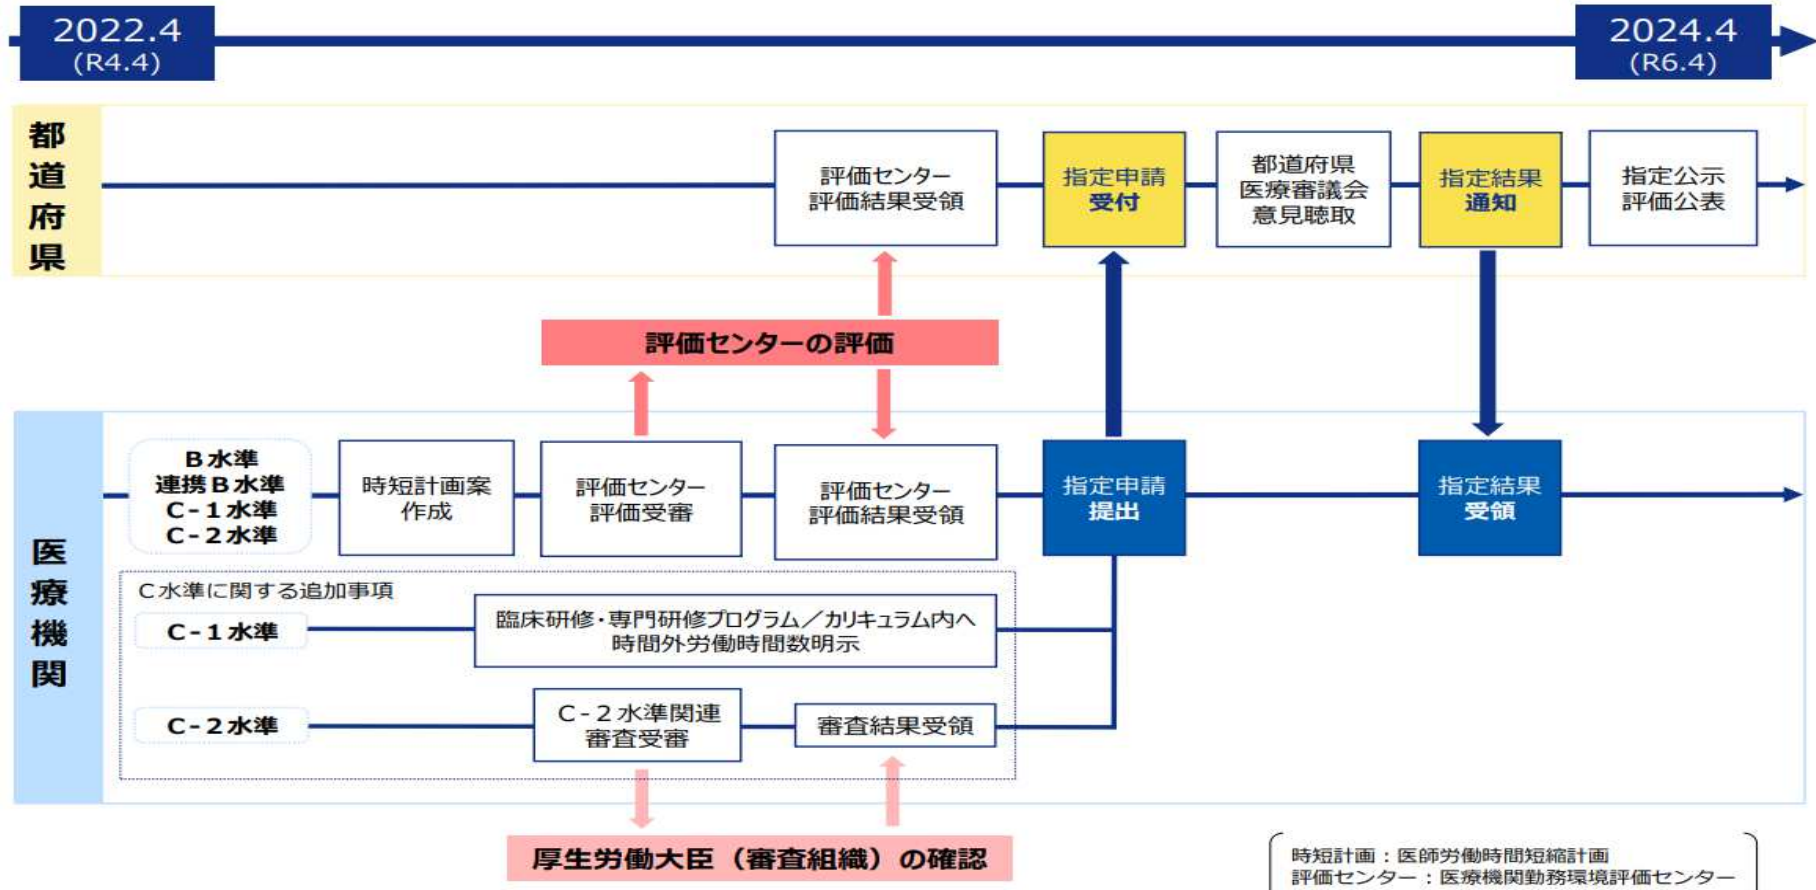 2022.4
(R4.4)
2024.4
(R6.4)
都道府県
評価センター
評価結果受領
指定申請
受付
都道府県
医療審議会
意見聴取
指定結果
通知
指定公示
評価公表
評価センターの評価
医療機関
B水準
連携B水準
C-1水準
C-2水準
時短計画案
作成
評価センター
評価受審
評価センター
評価結果受領
指定申請
提出
指定結果
受領
C水準に関する追加事項
C-1水準
臨床研修・専門研修プログラム/カリキュラム内へ
時間外労働時間数明示
C-2水準
C-2水準関連
審査受審
審査結果受領
厚生労働大臣(審査組織)の確認
時短計画:医師労働時間短縮計画
評価センター:医療機関勤務環境評価センター